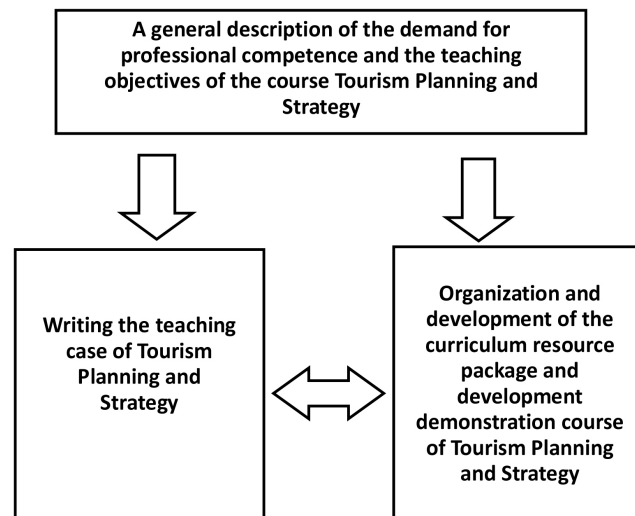 A general description of the demand for
professional competence and the teaching
objectives of the course Tourism Planning and
Strategy
Writing the teaching
case of Tourism
Planning and
Strategy
Organization and
development of the
curriculum resource
package and
development
demonstration course
of Tourism Planning
and Strategy